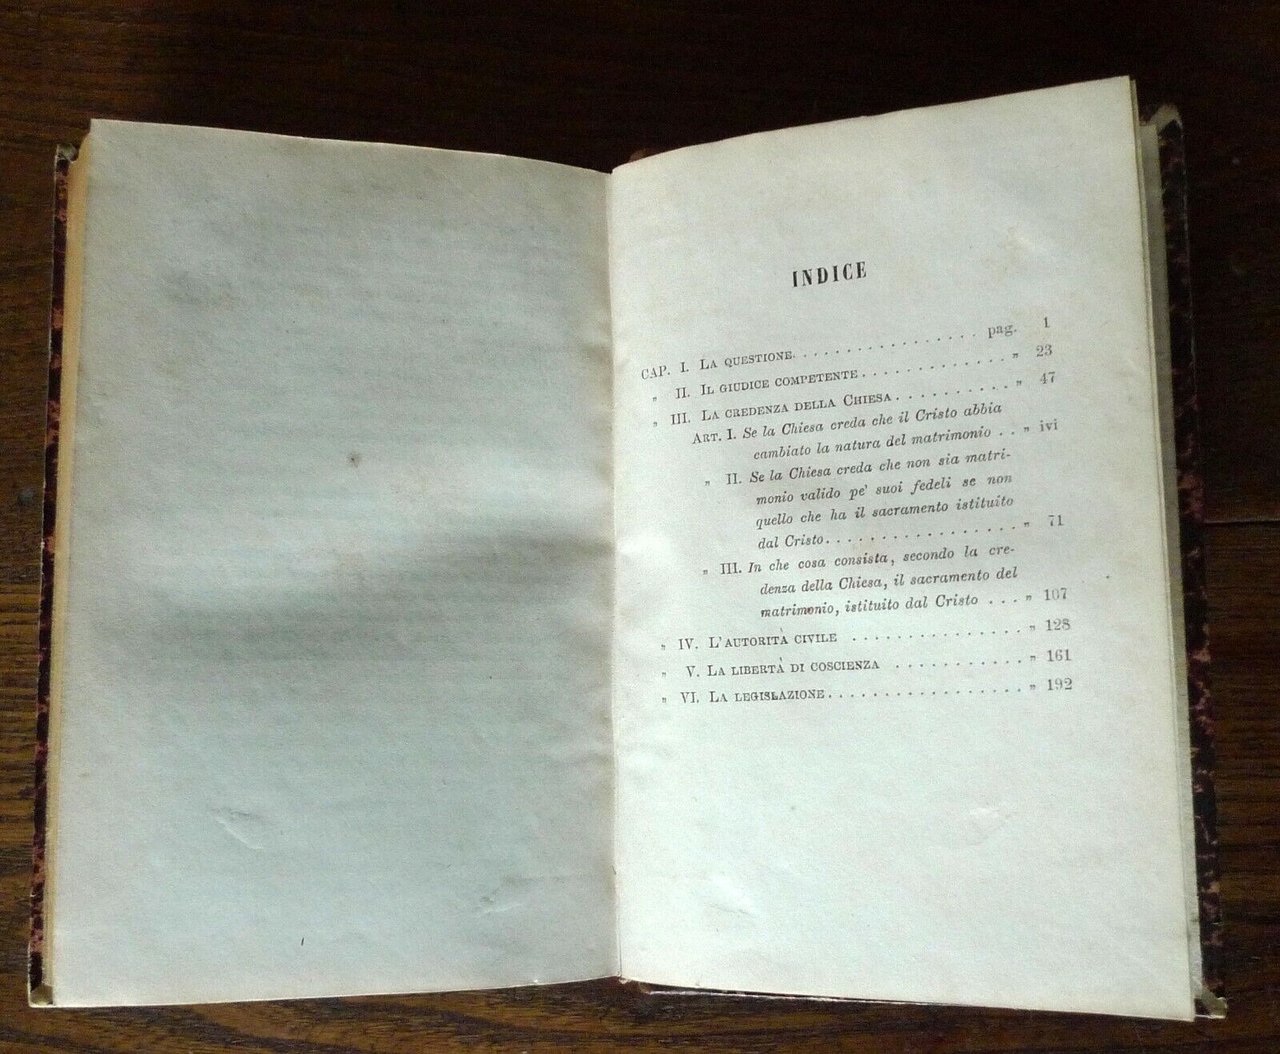 INDICE
CAP. I. LA QUESTIONE. . . . . . . . . . . . . . . . . . pag. 1
„ II. IL GIUDICE COMPETENTE . . . . . . . . . . . . . „ 23
„ III. LA CREDENZA DELLA CHIESA . . . . . . . . . . . „ 47
ART. I. Se la Chiesa creda che il Cristo abbia
cambiato la natura del matrimonio . . „ ivi
„ II. Se la Chiesa creda che non sia matri-
monio valido pe' suoi fedeli se non
quello che ha il sacramento istituito
dal Cristo. . . . . . . . . . . . . . . . . „ 71
„ III. In che cosa consista, secondo la cre-
denza della Chiesa, il sacramento del
matrimonio, istituito dal Cristo . . . „ 107
„ IV. L'AUTORITÀ CIVILE . . . . . . . . . . . . . . . „ 128
„ V. LA LIBERTÀ DI COSCIENZA . . . . . . . . . . . „ 161
„ VI. LA LEGISLAZIONE . . . . . . . . . . . . . . . . . „ 192